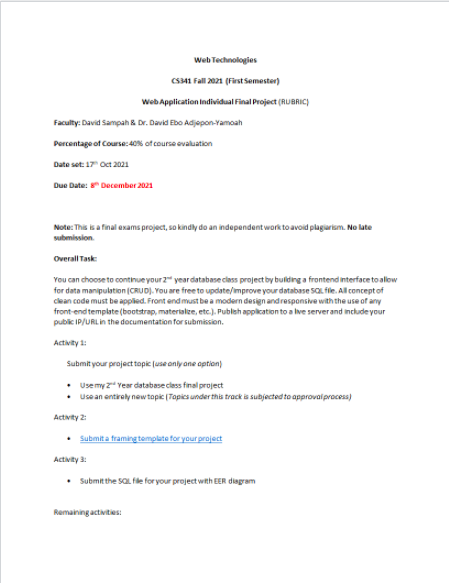 Web Technologies
CS341 Fall 2021 (First Semester)
Web Application Individual Final Project (RUBRIC)
Faculty: David Sampah & Dr. David Ebo Adjepon-Yamoah
Percentage of Course: 40% of course evaluation
Date set: 17th Oct 2021
Due Date: 8th December 2021
Note: This is a final exams project, so kindly do an independent work to avoid plagiarism. No late
submission.
Overall Task:
You can choose to continue your 2nd year database class project by building a frontend interface to allow
for data manipulation (CRUD). You are free to update/improve your database SQL file. All concept of
clean code must be applied. Front end must be a modern design and responsive with the use of any
front-end template (bootstrap, materialize, etc.). Publish application to a live server and include your
public IP/URL in the documentation for submission.
Activity 1:
Submit your project topic (use only one option)
• Use my 2nd Year database class final project
• Use an entirely new topic (Topics under this track is subjected to approval process)
Activity 2:
• Submit a framing template for your project
Activity 3:
• Submit the SQL file for your project with EER diagram
Remaining activities: